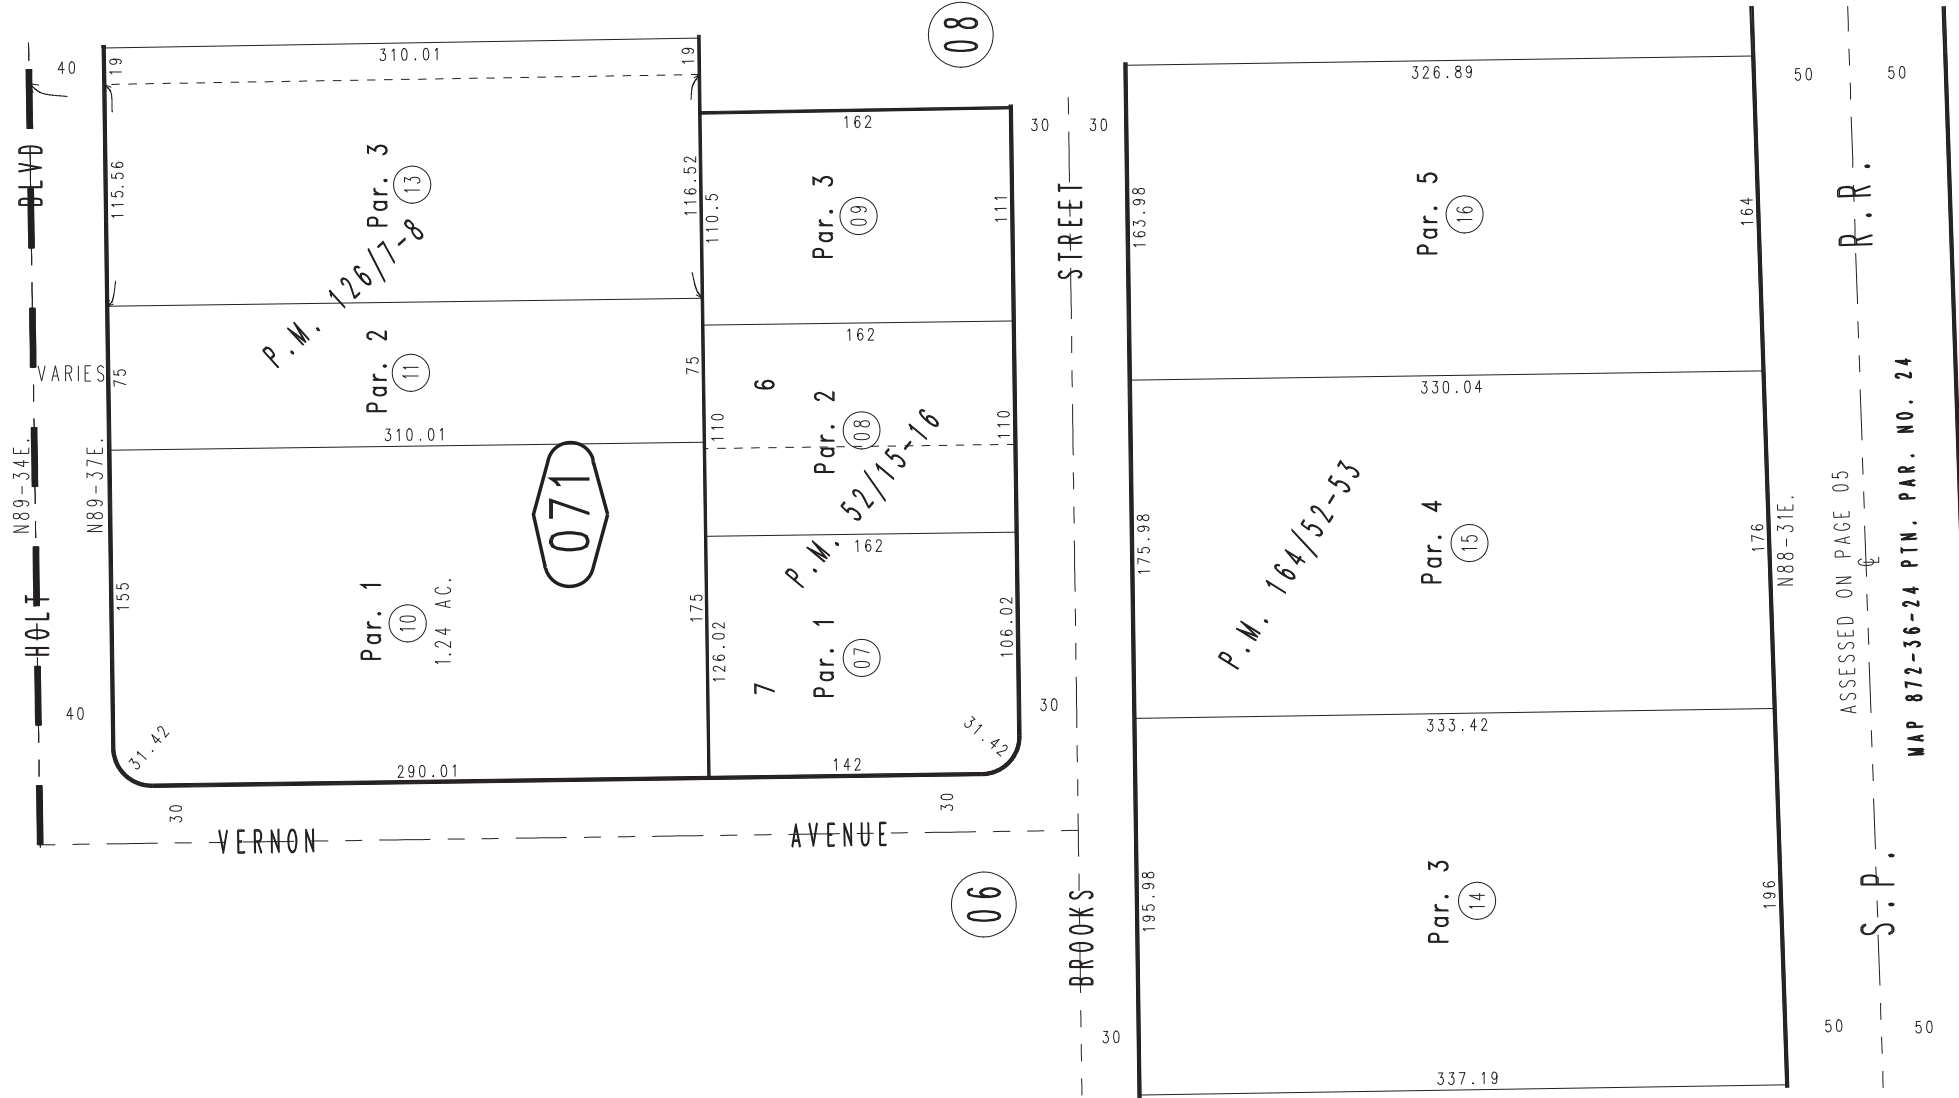 40
19
310.01
19
08
326.89
50
50
BLVD
115.56
Par. 3
13
116.52
P.M. 126/7-8
162
110.5
Par. 3
09
111
30
30
STREET
163.98
Par. 5
16
164
R.R.
VARIES
75
Par. 2
11
75
162
6
110
Par. 2
08
110
P.M. 52/15-16
330.04
N89-34E.
N89-37E.
310.01
071
HOLT
155
Par. 1
10
1.24 AC.
175
162
126.02
7
Par. 1
07
106.02
175.98
P.M. 164/52-53
Par. 4
15
176
N88-31E.
ASSESSED ON PAGE 05
℄
MAP 872-36-24 PTN. PAR. NO. 24
40
31.42
290.01
142
31.42
30
333.42
30
30
VERNON AVENUE
06
BROOKS
195.98
Par. 3
14
196
S.P.
30
50
50
337.19